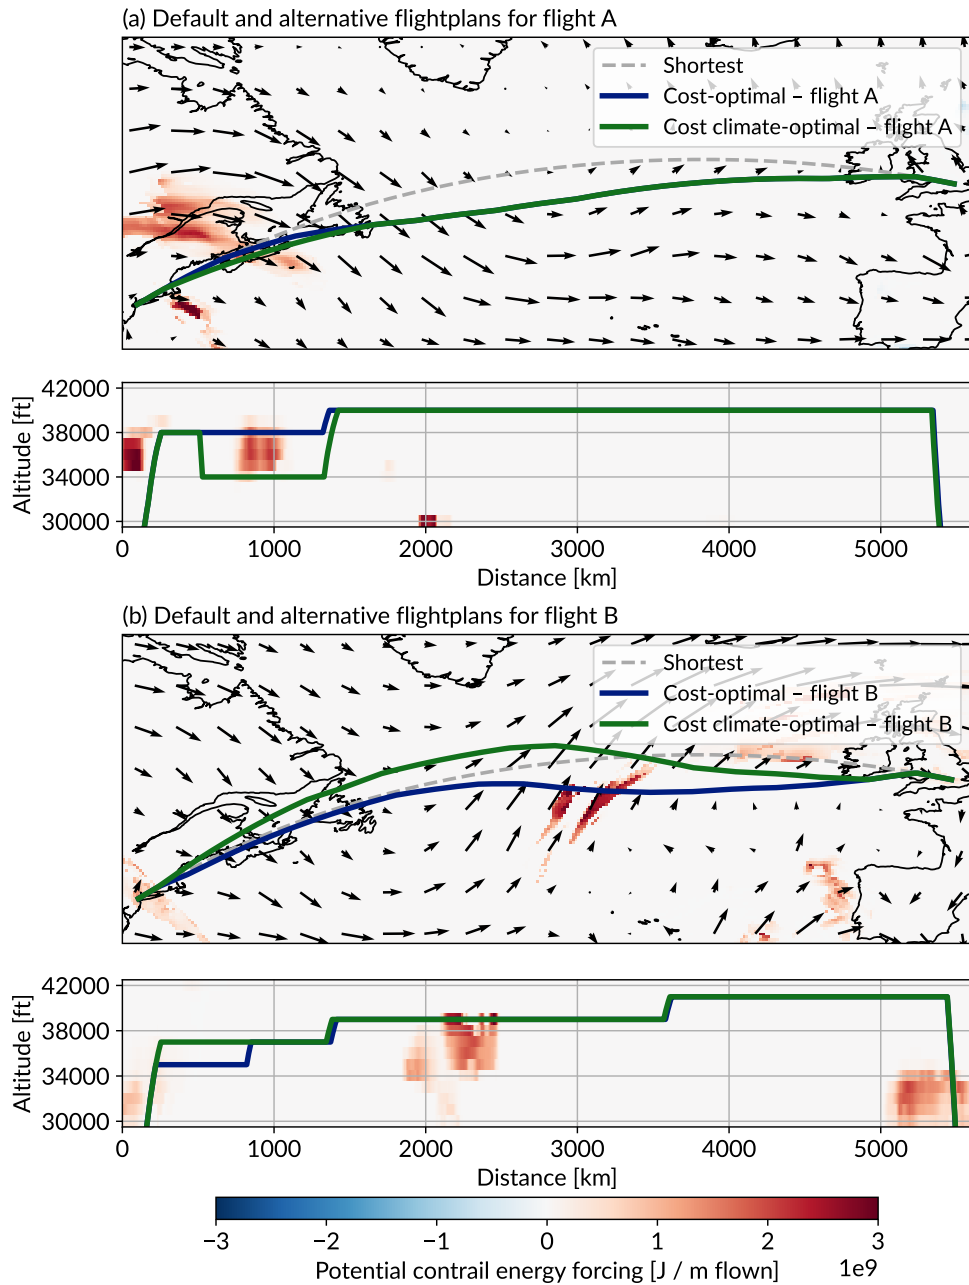 (a) Default and alternative flightplans for flight A
Shortest
Cost-optimal – flight A
Cost climate-optimal – flight A
42000
38000
34000
30000
Altitude [ft]
0 1000 2000 3000 4000 5000
Distance [km]
(b) Default and alternative flightplans for flight B
Shortest
Cost-optimal – flight B
Cost climate-optimal – flight B
42000
38000
34000
30000
Altitude [ft]
0 1000 2000 3000 4000 5000
Distance [km]
−3 −2 −1 0 1 2 3
1e9
Potential contrail energy forcing [J / m flown]